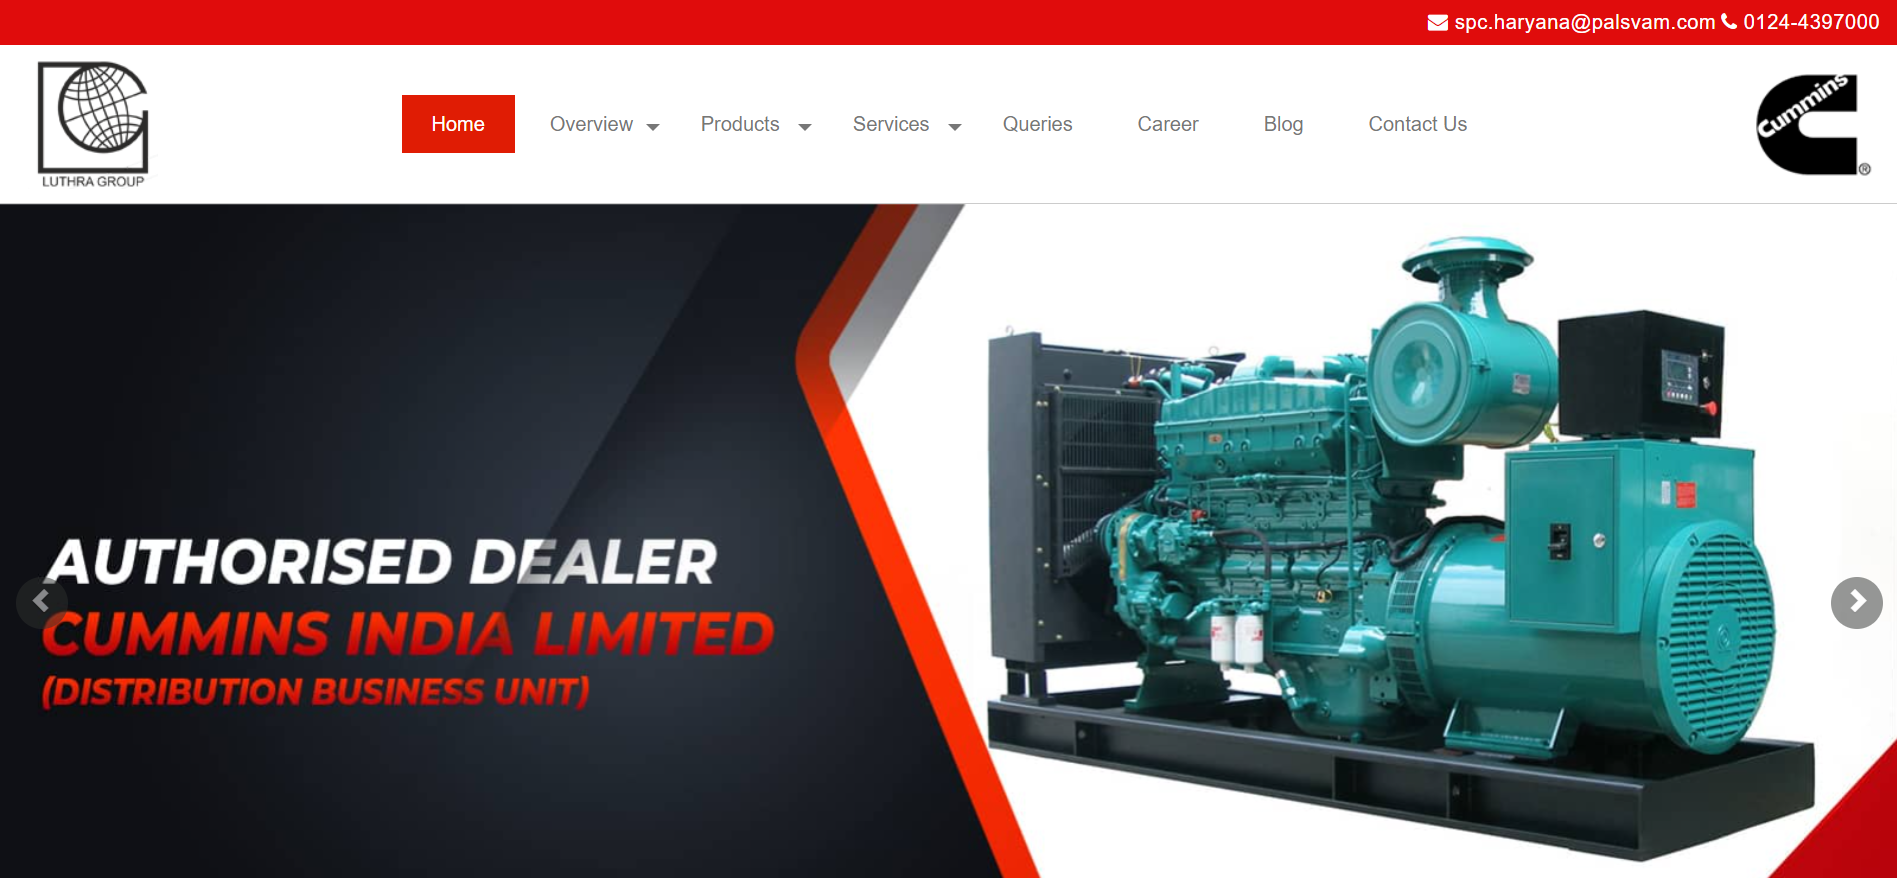 spc.haryana@palsvam.com 0124-4397000
LUTHRA GROUP
Home Overview Products Services Queries Career Blog Contact Us
Cummins
®
AUTHORISED DEALER
CUMMINS INDIA LIMITED
(DISTRIBUTION BUSINESS UNIT)